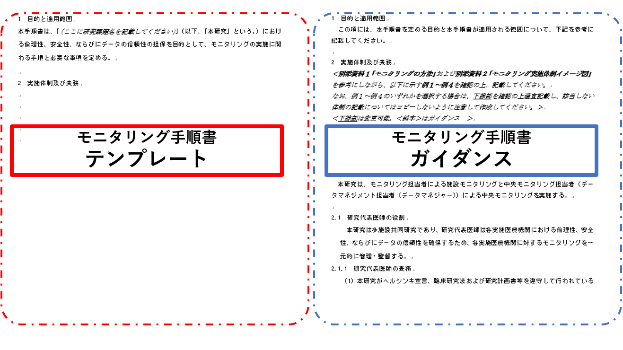 1 目的と適用範囲
本手順書は、「(ここに研究課題名を記載してください)」(以下、「本研究」という。)におけ
る倫理性、安全性、ならびにデータの信頼性の担保を目的として、モニタリングの実施に関
わる手順と必要な事項を定める。
2 実施体制及び責務
モニタリング手順書
テンプレート
1 目的と適用範囲
この項には、本手順書を定める目的と本手順書が適用される範囲について、下記を参考に
記載してください。
2 実施体制及び責務
<別添資料1「モニタリングの方法」および別添資料2「モニタリング実施体制イメージ図」
を参考にしながら、以下に示す例1~例4を確認の上、記載してください。
なお、例1~例4のいずれかを選択する場合は、下線部を確認の上適宜記載し、該当しない
体制の記載についてはコピーしないように注意して作成してください。>
<下線部は変更可能、<斜体>はガイダンス >
モニタリング手順書
ガイダンス
本研究は、モニタリング担当者による施設モニタリングと中央モニタリング担当者(デー
タマネジメント担当者(データマネジャー))による中央モニタリングを実施する。
2.1 研究代表医師の役割
本研究は多施設共同研究であり、研究代表医師は各実施医療機関における倫理性、安全
性、ならびにデータの信頼性を確保するため、各実施医療機関に対するモニタリングを一
元的に管理・監督する。
2.1.1 研究代表医師の責務
(1)本研究がヘルシンキ宣言、臨床研究法および研究計画書等を遵守して行われている